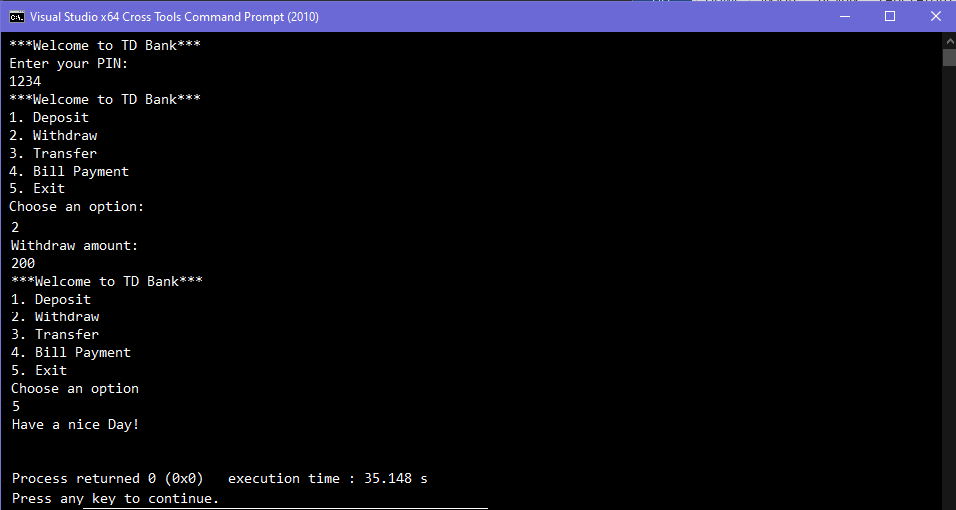 Visual Studio x64 Cross Tools Command Prompt (2010)
***Welcome to TD Bank***
Enter your PIN:
1234
***Welcome to TD Bank***
1. Deposit
2. Withdraw
3. Transfer
4. Bill Payment
5. Exit
Choose an option:
2
Withdraw amount:
200
***Welcome to TD Bank***
1. Deposit
2. Withdraw
3. Transfer
4. Bill Payment
5. Exit
Choose an option
5
Have a nice Day!
Process returned 0 (0x0)   execution time : 35.148 s
Press any key to continue.